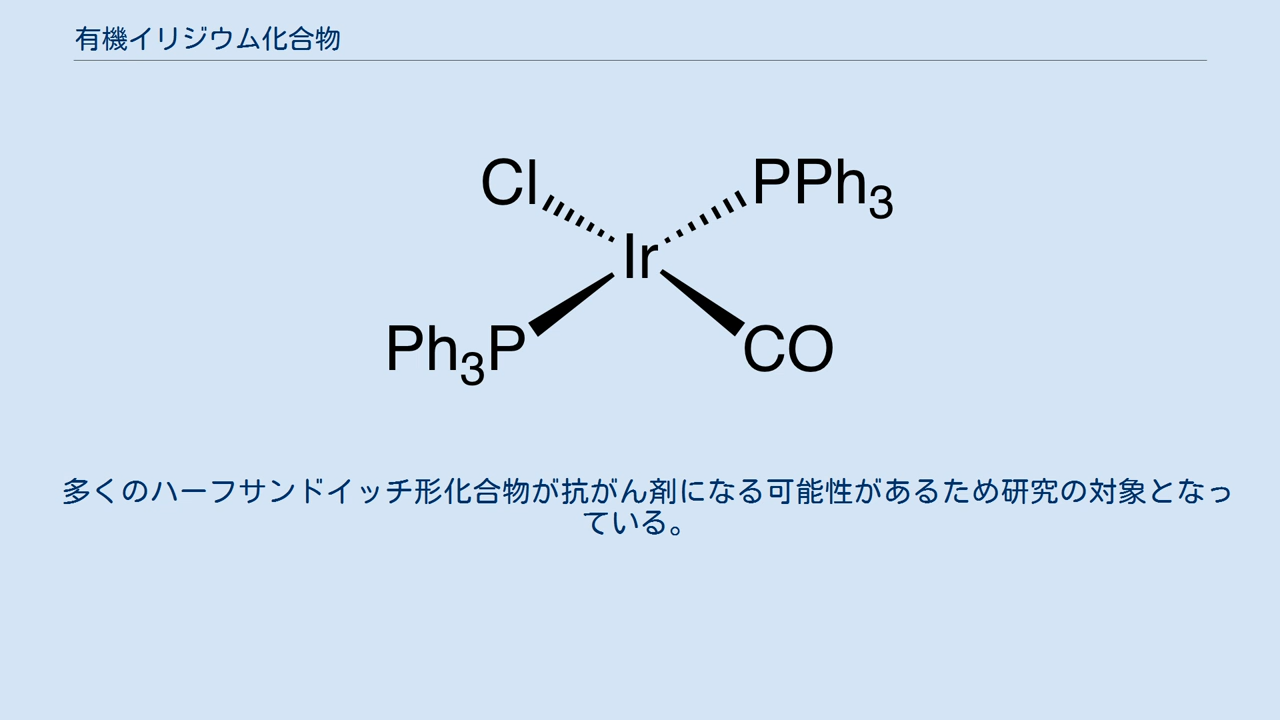 有機イリジウム化合物
Cl
PPh3
Ir
Ph3P
CO
多くのハーフサンドイッチ形化合物が抗がん剤になる可能性があるため研究の対象となっ
ている。